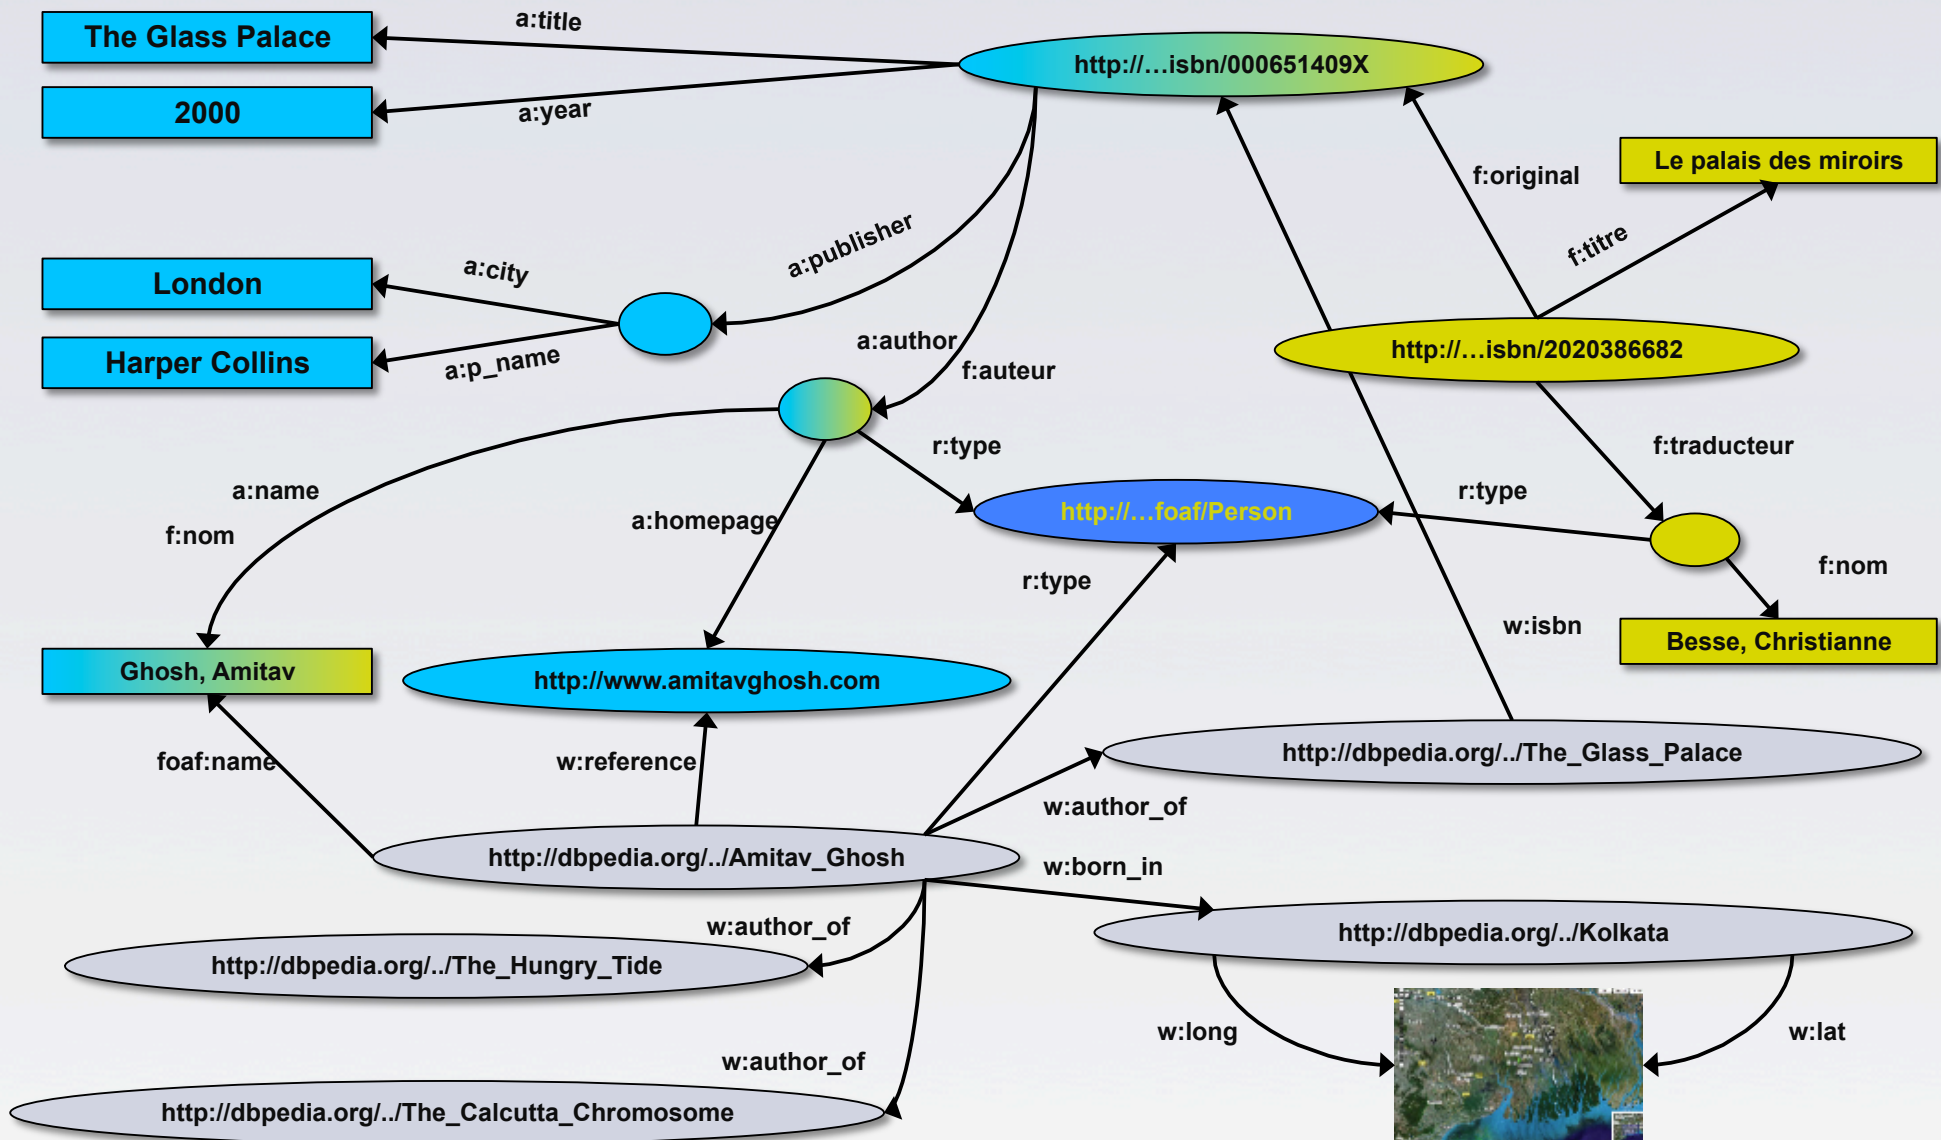 a:title
The Glass Palace
http://...isbn/000651409X
2000
a:year
Le palais des miroirs
f:original
f:titre
a:publisher
a:city
London
a:author
http://...isbn/2020386682
Harper Collins
a:p_name
f:auteur
r:type
f:traducteur
a:name
r:type
http://...foaf/Person
a:homepage
f:nom
r:type
f:nom
w:isbn
Besse, Christianne
Ghosh, Amitav
http://www.amitavghosh.com
http://dbpedia.org/../The_Glass_Palace
foaf:name
w:reference
w:author_of
http://dbpedia.org/../Amitav_Ghosh
w:born_in
w:author_of
http://dbpedia.org/../Kolkata
http://dbpedia.org/../The_Hungry_Tide
w:long
w:lat
w:author_of
http://dbpedia.org/../The_Calcutta_Chromosome